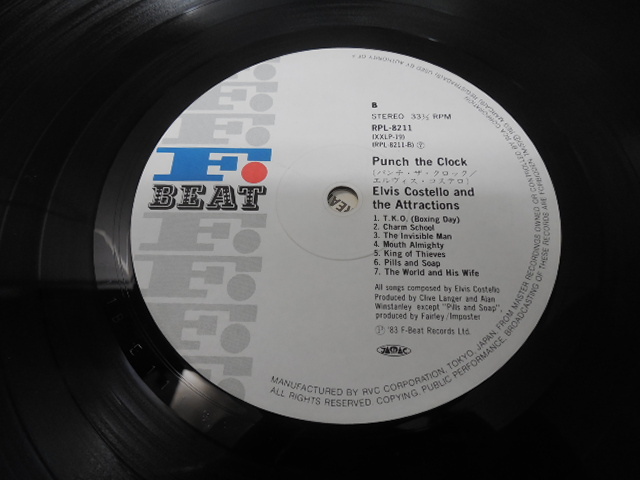 F.
BEAT
B
STEREO 33⅓ RPM
RPL-8211
(XXLP-19)
(RPL-8211-B) Ⓟ
Punch the Clock
(パンチ・ザ・クロック/
エルヴィス・コステロ)
Elvis Costello and
the Attractions
1. T.K.O. (Boxing Day)
2. Charm School
3. The Invisible Man
4. Mouth Almighty
5. King of Thieves
6. Pills and Soap
7. The World and His Wife
All songs composed by Elvis Costello
Produced by Clive Langer and Alan
Winstanley except "Pills and Soap",
produced by Fairley/Imposter
Ⓟ '83 F-Beat Records Ltd.
JASRAC
MANUFACTURED BY RVC CORPORATION, TOKYO, JAPAN, FROM MASTER RECORDINGS OWNED OR CONTROLLED BY RCA CORPORATION
ALL RIGHTS RESERVED. COPYING, PUBLIC PERFORMANCE, BROADCASTING OF THESE RECORDS ARE FORBIDDEN.